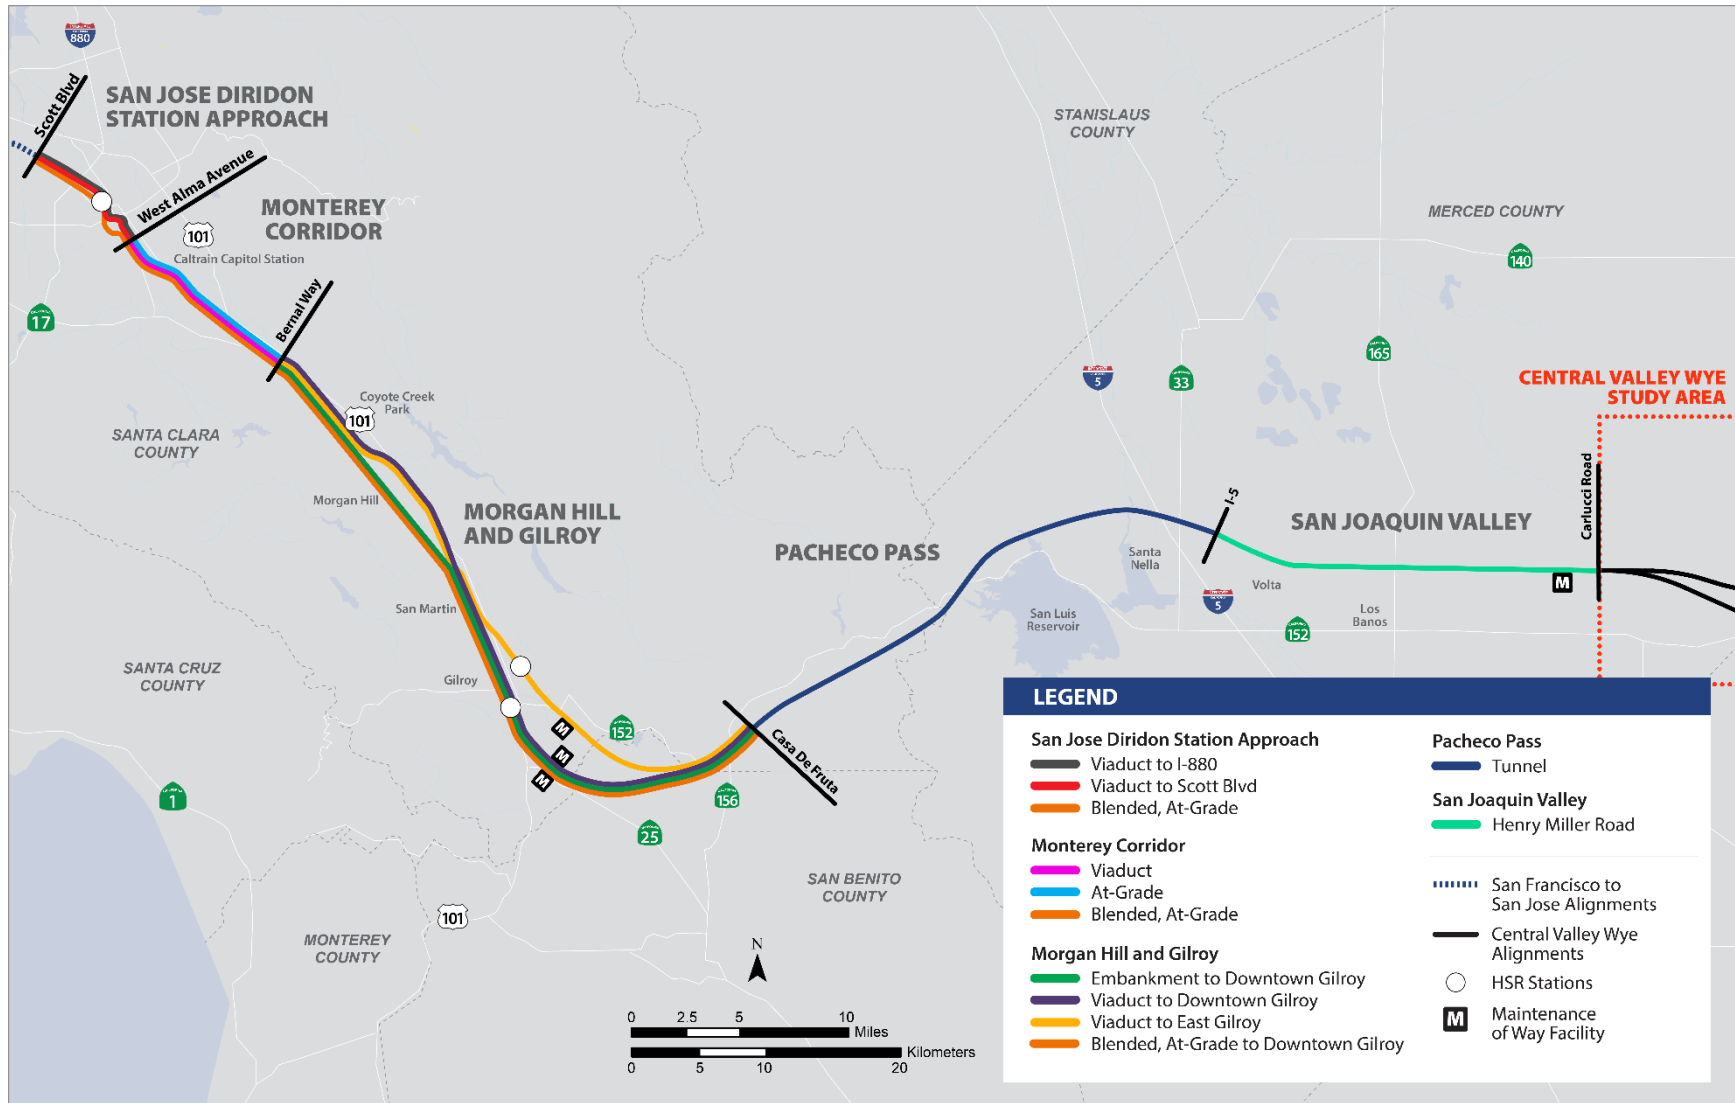 880
Scott Blvd
SAN JOSE DIRIDON
STATION APPROACH
West Alma Avenue
MONTEREY
CORRIDOR
101
Caltrain Capitol Station
17
Bernal Way
Coyote Creek
Park
101
SANTA CLARA
COUNTY
Morgan Hill
MORGAN HILL
AND GILROY
San Martin
SANTA CRUZ
COUNTY
Gilroy
M
M
M
152
Casa De Fruta
156
25
1
101
MONTEREY
COUNTY
SAN BENITO
COUNTY
PACHECO PASS
STANISLAUS
COUNTY
MERCED COUNTY
140
165
5
33
CENTRAL VALLEY WYE
STUDY AREA
Carlucci Road
I-5
SAN JOAQUIN VALLEY
Santa
Nella
Volta
M
5
San Luis
Reservoir
Los
Banos
152
N
0 2.5 5 10
Miles
Kilometers
0 5 10 20
LEGEND
San Jose Diridon Station Approach
Viaduct to I-880
Viaduct to Scott Blvd
Blended, At-Grade
Monterey Corridor
Viaduct
At-Grade
Blended, At-Grade
Morgan Hill and Gilroy
Embankment to Downtown Gilroy
Viaduct to Downtown Gilroy
Viaduct to East Gilroy
Blended, At-Grade to Downtown Gilroy
Pacheco Pass
Tunnel
San Joaquin Valley
Henry Miller Road
San Francisco to
San Jose Alignments
Central Valley Wye
Alignments
HSR Stations
M
Maintenance
of Way Facility